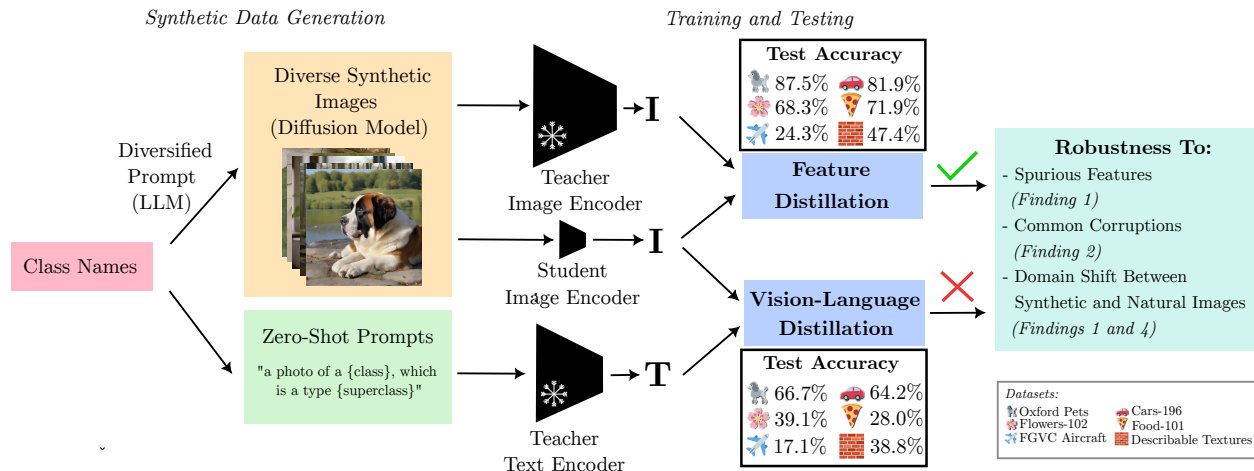 Synthetic Data Generation
Training and Testing
Class Names
Diversified
Prompt
(LLM)
Diverse Synthetic
Images
(Diffusion Model)
Zero-Shot Prompts
"a photo of a {class}, which
is a type {superclass}"
Teacher
Image Encoder
Student
Image Encoder
Teacher
Text Encoder
I
I
T
Test Accuracy
87.5% 81.9%
68.3% 71.9%
24.3% 47.4%
Feature
Distillation
Vision-Language
Distillation
Test Accuracy
66.7% 64.2%
39.1% 28.0%
17.1% 38.8%
Robustness To:
- Spurious Features
(Finding 1)
- Common Corruptions
(Finding 2)
- Domain Shift Between
Synthetic and Natural Images
(Findings 1 and 4)
Datasets:
Oxford Pets Cars-196
Flowers-102 Food-101
FGVC Aircraft Describable Textures